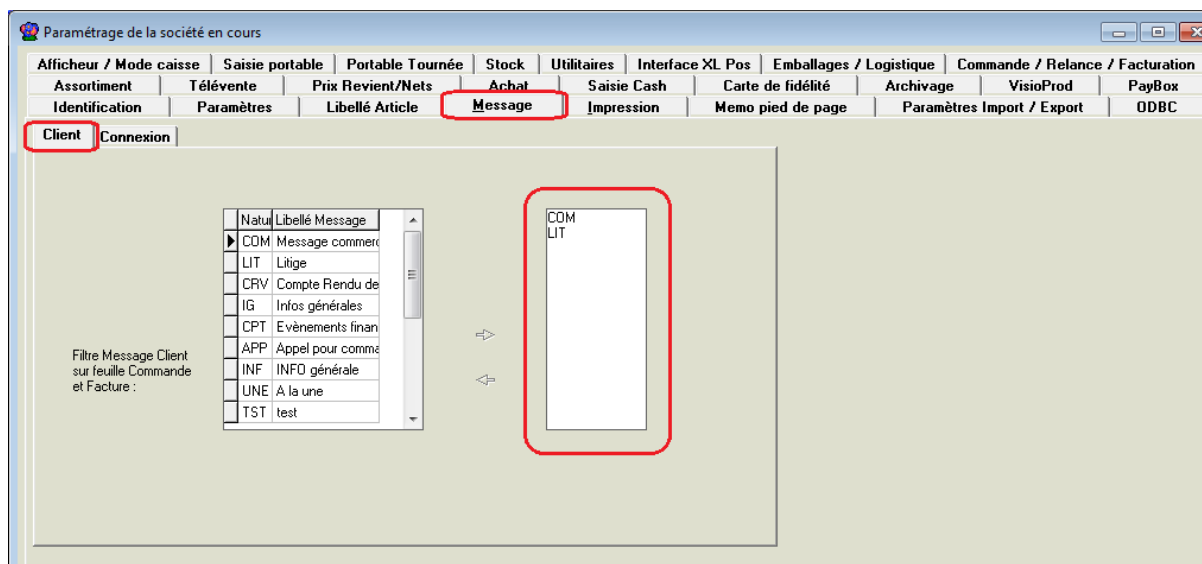 Paramétrage de la société en cours
Afficheur / Mode caisse Saisie portable Portable Tournée Stock Utilitaires Interface XL Pos Emballages / Logistique Commande / Relance / Facturation
Assortiment Télévente Prix Revient/Nets Achat Saisie Cash Carte de fidélité Archivage VisioProd PayBox
Identification Paramètres Libellé Article Message Impression Memo pied de page Paramètres Import / Export ODBC
Client Connexion
Natur Libellé Message
COM Message commerc
LIT Litige
CRV Compte Rendu de
IG Infos générales
CPT Evènements finan
APP Appel pour comma
INF INFO générale
UNE A la une
TST test
Filtre Message Client
sur feuille Commande
et Facture :
COM
LIT